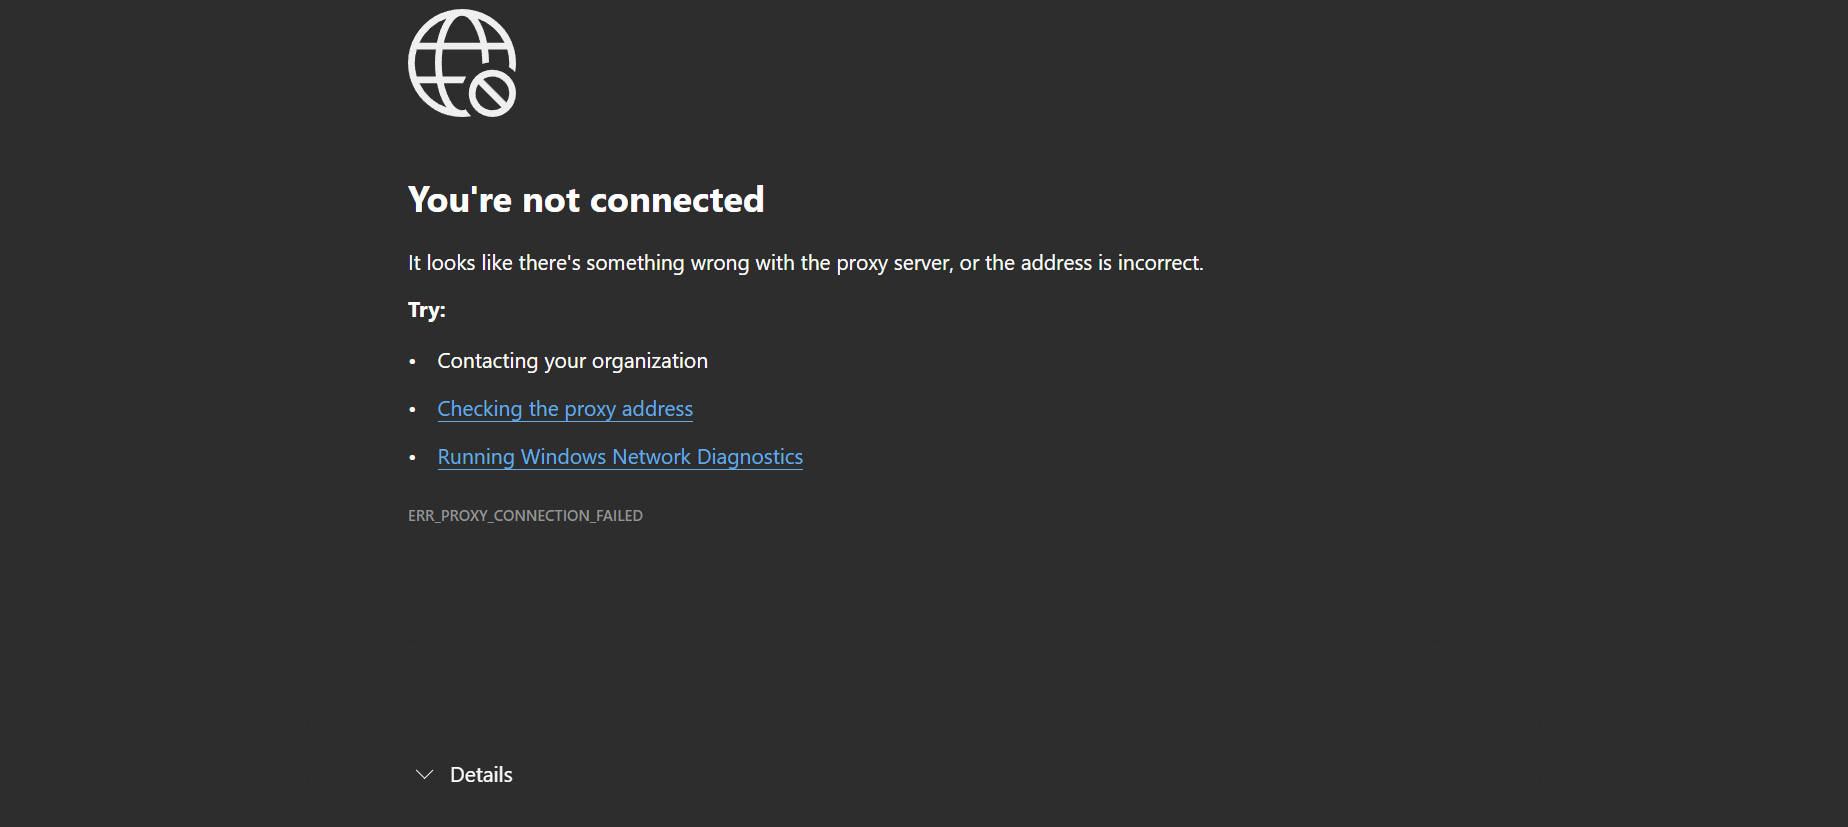 You're not connected
It looks like there's something wrong with the proxy server, or the address is incorrect.
Try:
• Contacting your organization
• Checking the proxy address
• Running Windows Network Diagnostics
ERR_PROXY_CONNECTION_FAILED
Details